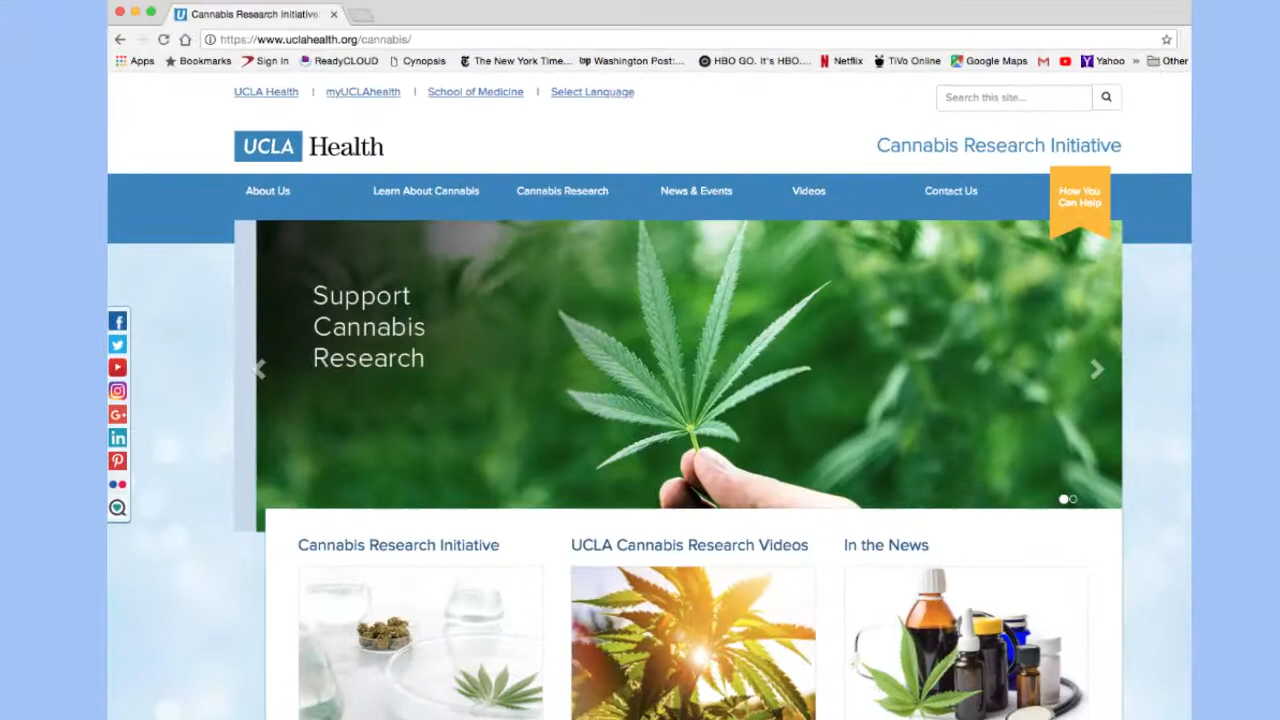 Cannabis Research Initiative
https://www.uclahealth.org/cannabis/
Apps Bookmarks Sign In ReadyCLOUD Cynopsis The New York Time... Washington Post:... HBO GO. It's HBO.... Netflix TiVo Online Google Maps Yahoo » Other
UCLA Health | myUCLAhealth | School of Medicine | Select Language
Search this site...
UCLA Health
Cannabis Research Initiative
About Us Learn About Cannabis Cannabis Research News & Events Videos Contact Us
How You
Can Help
Support
Cannabis
Research
Cannabis Research Initiative UCLA Cannabis Research Videos In the News